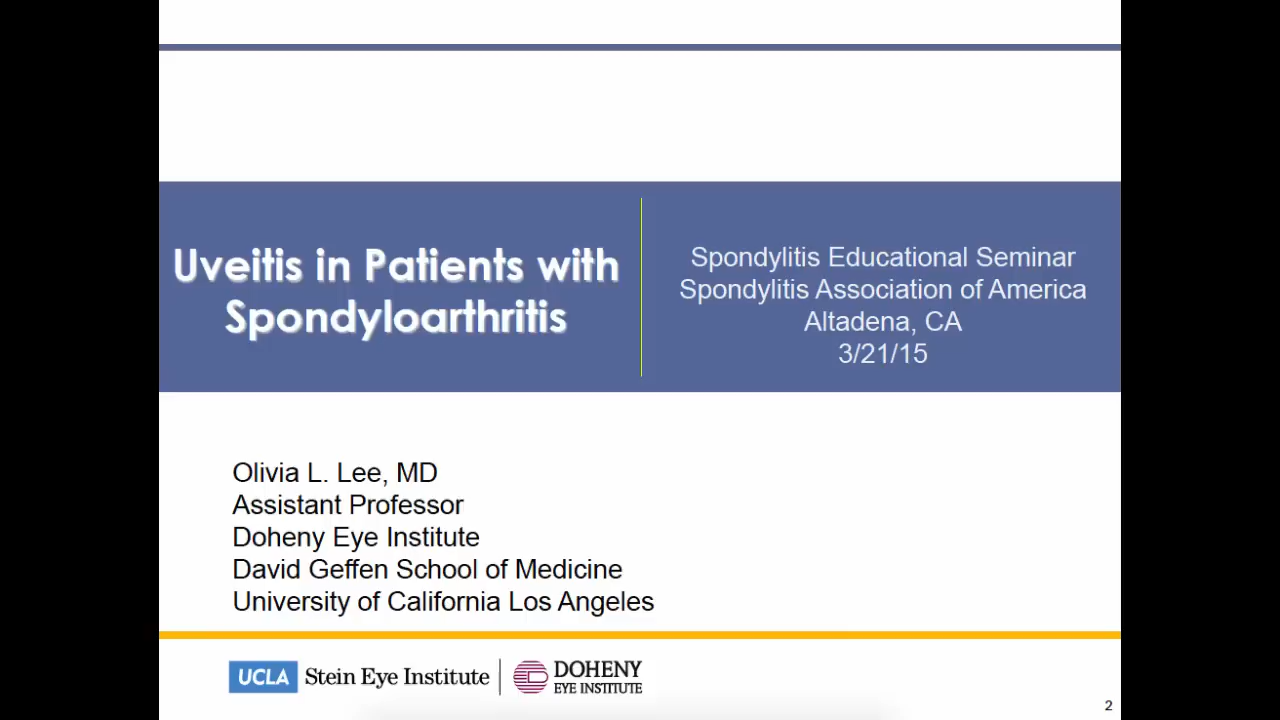 Uveitis in Patients with
Spondyloarthritis
Spondylitis Educational Seminar
Spondylitis Association of America
Altadena, CA
3/21/15
Olivia L. Lee, MD
Assistant Professor
Doheny Eye Institute
David Geffen School of Medicine
University of California Los Angeles
UCLA Stein Eye Institute
DOHENY
EYE INSTITUTE
2